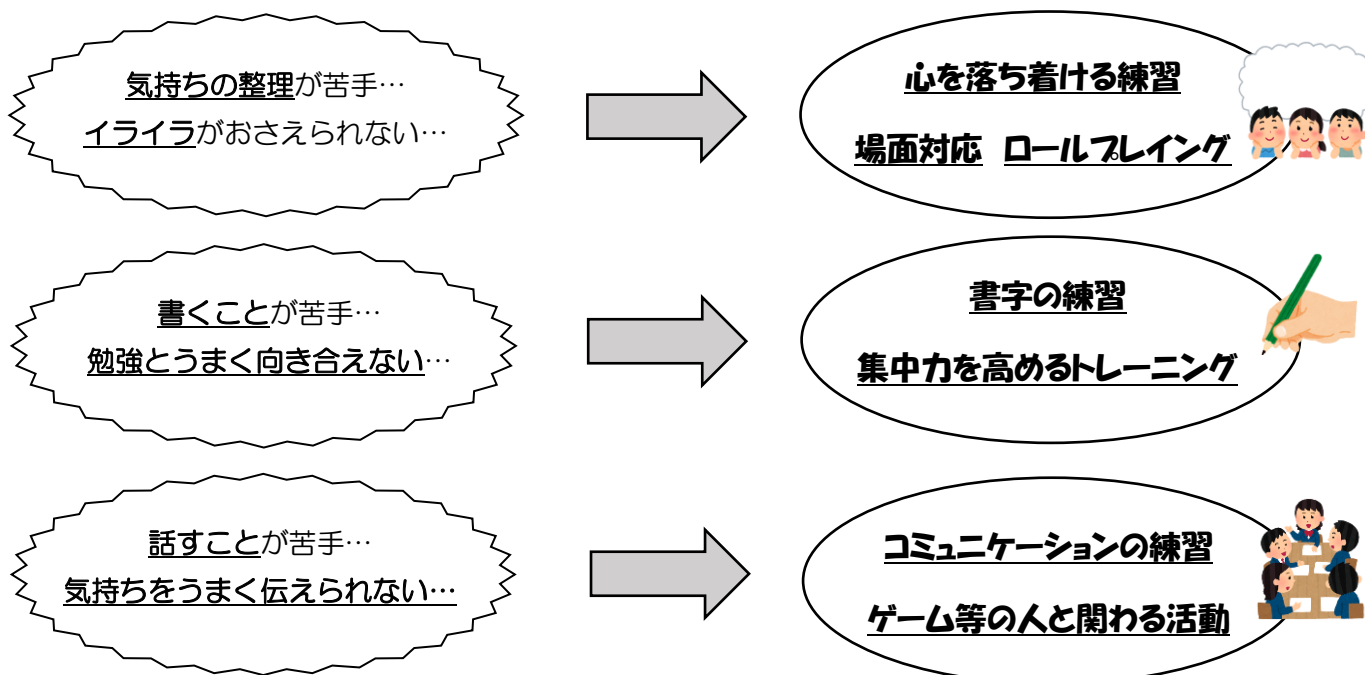 気持ちの整理が苦手…
イライラがおさえられない…
心を落ち着ける練習
場面対応 ロールプレイング
書くことが苦手…
勉強とうまく向き合えない…
書字の練習
集中力を高めるトレーニング
話すことが苦手…
気持ちをうまく伝えられない…
コミュニケーションの練習
ゲーム等の人と関わる活動